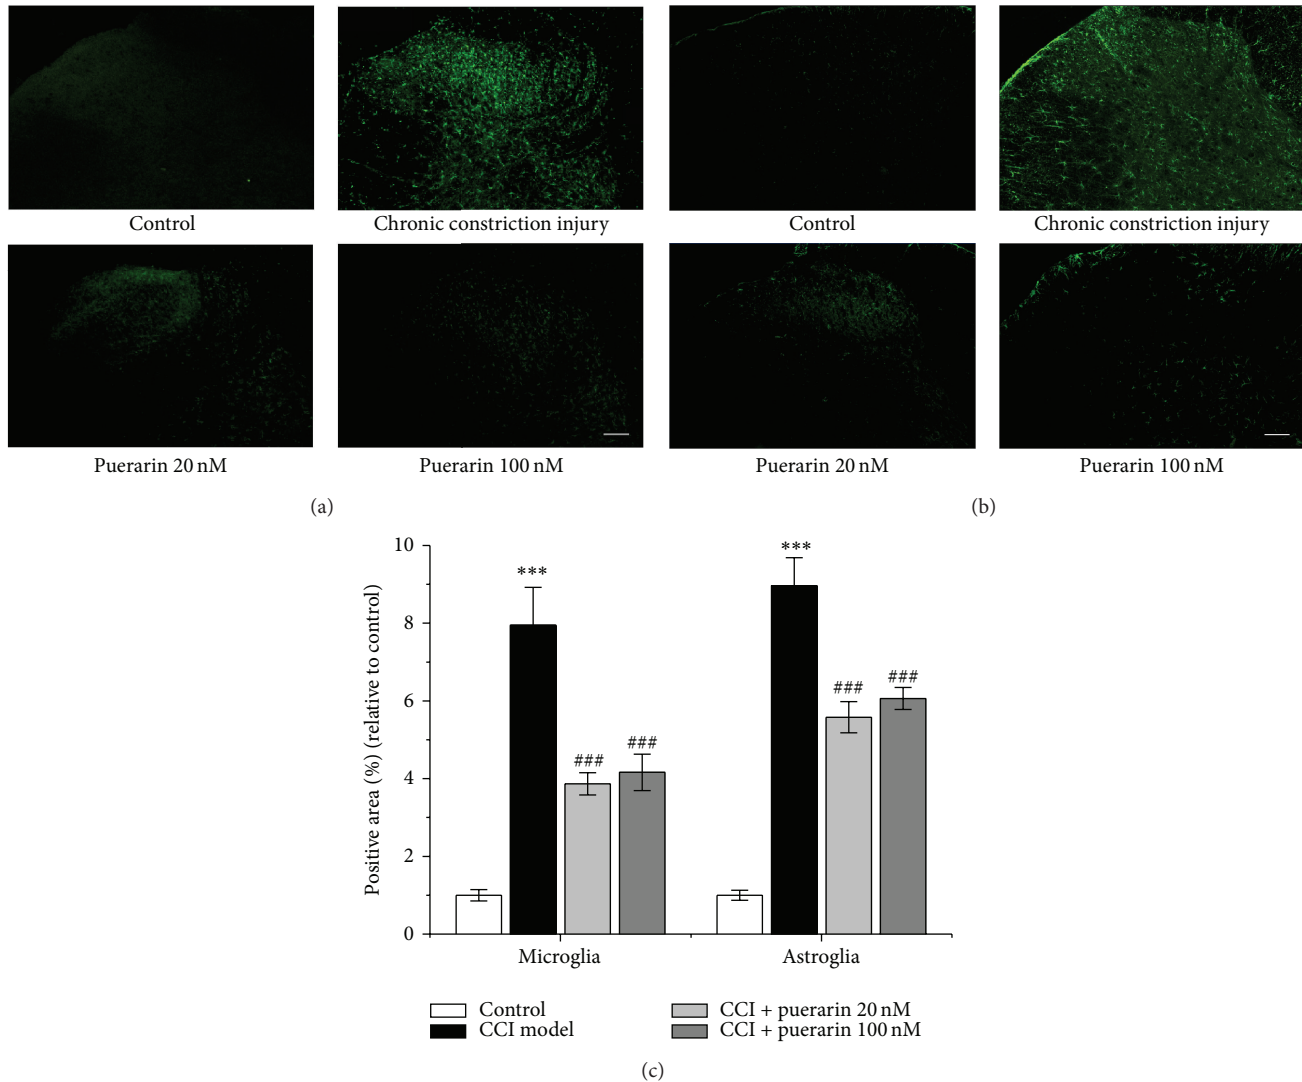 Control
Chronic constriction injury
Control
Chronic constriction injury
Puerarin 20 nM
Puerarin 100 nM
Puerarin 20 nM
Puerarin 100 nM
(a)
(b)
Positive area (%) (relative to control)
10
8
6
4
2
0
***
###
###
***
###
###
Microglia
Astroglia
Control
CCI + puerarin 20 nM
CCI model
CCI + puerarin 100 nM
(c)